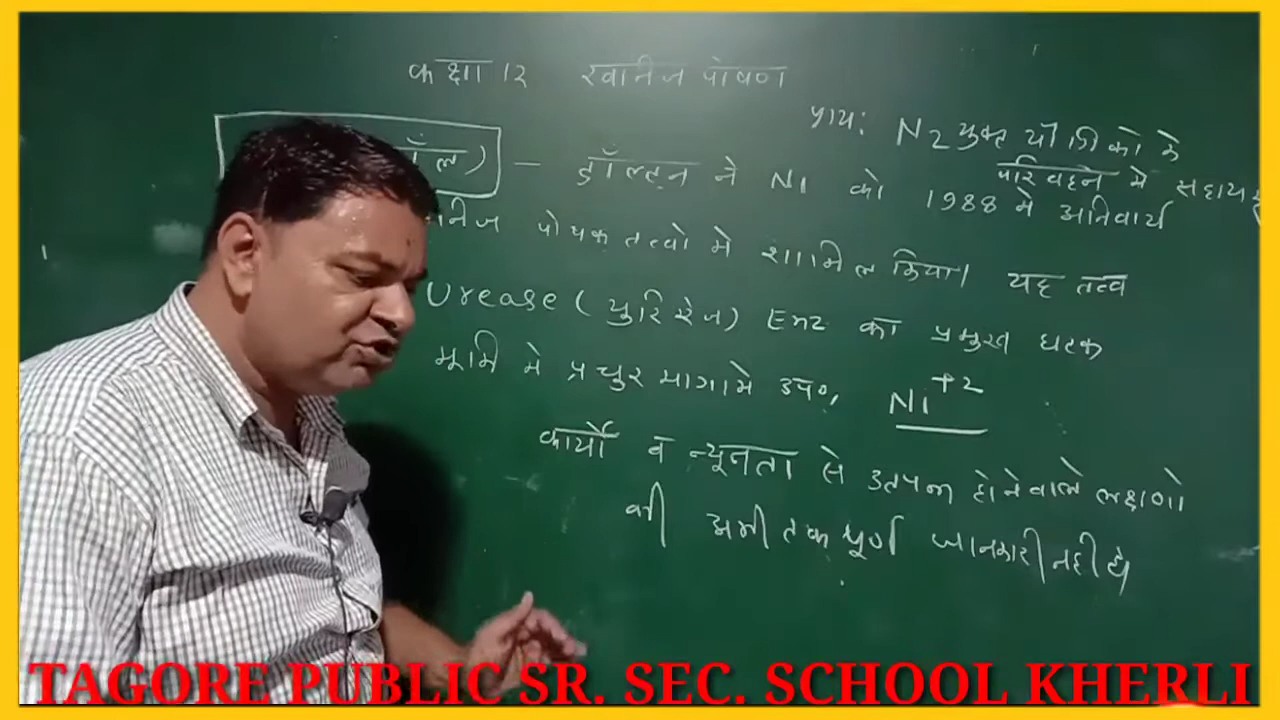 कक्षा 12 खानिज पोषण
प्रायः N2 युक्त यौगिको के
परिवहन मे सहायक
ॉल) – डॉल्टन ने Ni को 1988 मे अनिवार्य
निज पोषक तत्वो मे शामिल किया। यह तत्व
Urease (युरिऐज) Enz का प्रमुख घटक
भूमि मे प्रचुर मात्रा मे उप०, Ni+2
कार्यो व न्यूनता से उत्पन्न होने वाले लक्षणो
की अभी तक पूर्ण जानकारी नही है
TAGORE PUBLIC SR. SEC. SCHOOL KHERLI